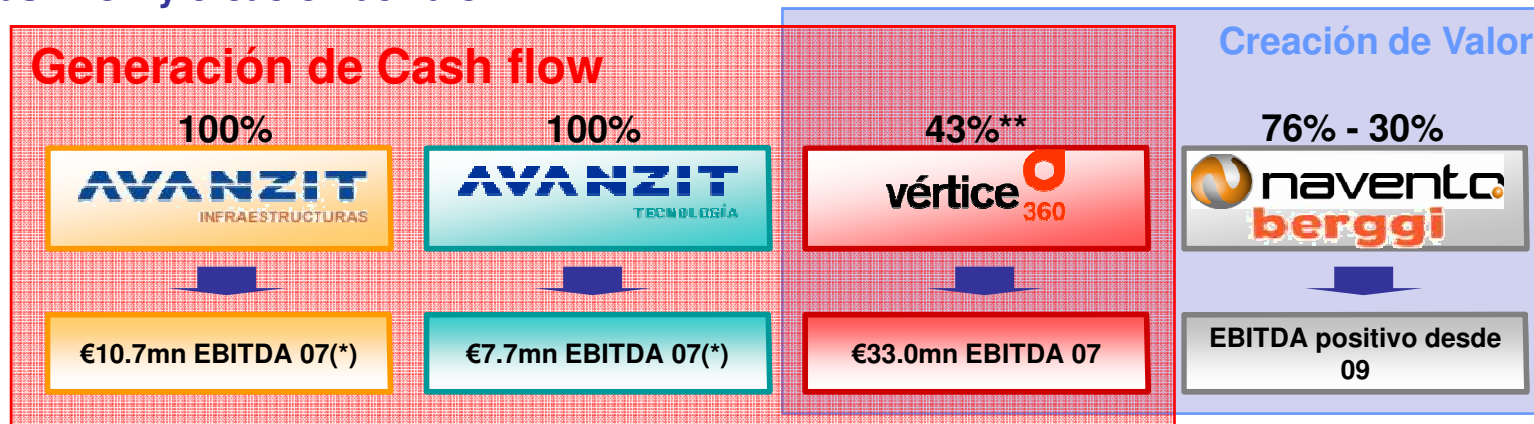 Generación de Cash flow
Creación de Valor
100%
100%
43%**
76% - 30%
AVANZIT
INFRAESTRUCTURAS
AVANZIT
TECNOLOGÍA
vértice
360
navento
berggi
€10.7mn EBITDA 07(*)
€7.7mn EBITDA 07(*)
€33.0mn EBITDA 07
EBITDA positivo desde
09